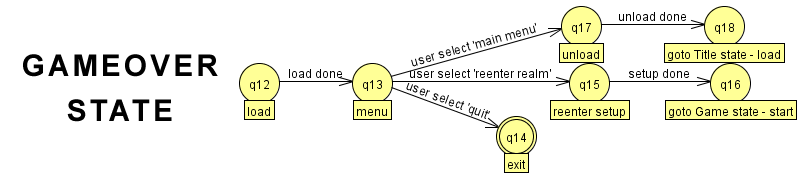 GAMEOVER
STATE
q12
load
load done
q13
menu
user select 'main menu'
q17
unload
unload done
q18
goto Title state - load
user select 'reenter realm'
q15
reenter setup
setup done
q16
goto Game state - start
user select 'quit'
q14
exit